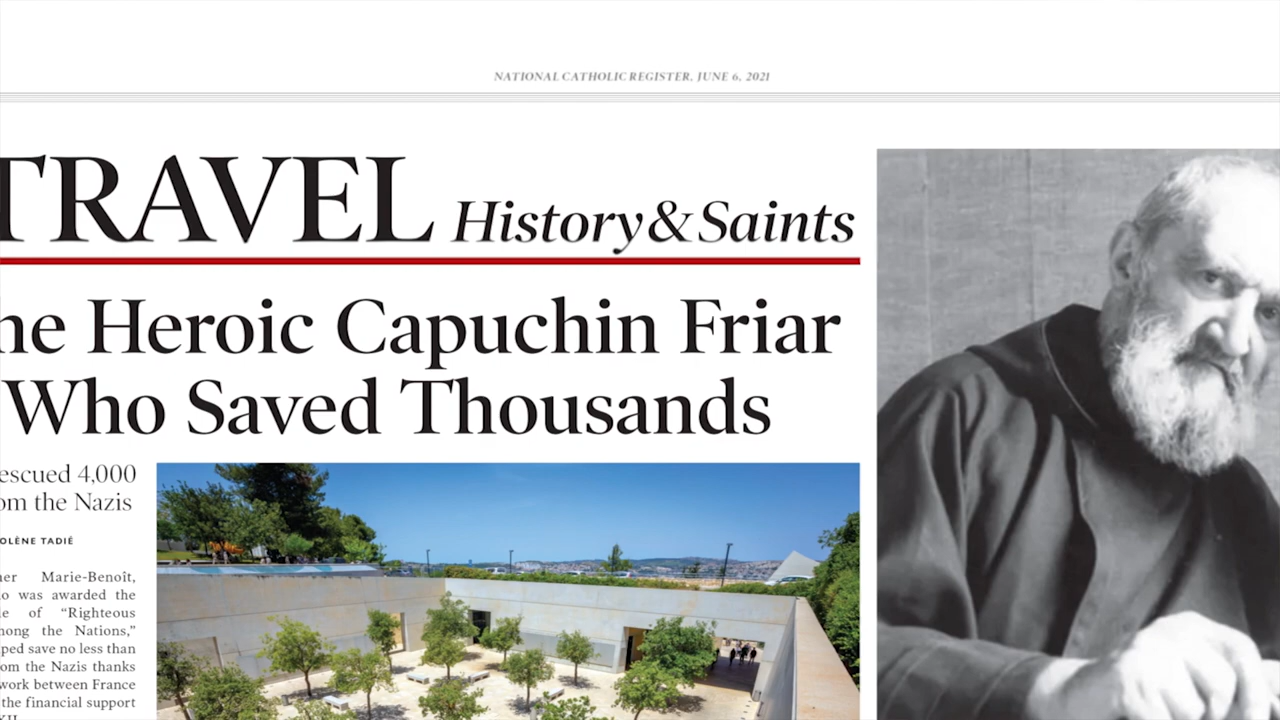 NATIONAL CATHOLIC REGISTER, JUNE 6, 2021
TRAVEL History & Saints
he Heroic Capuchin Friar
Who Saved Thousands
escued 4,000
om the Nazis
OLÈNE TADIÉ
her Marie-Benoît,
o was awarded the
le of “Righteous
mong the Nations,”
ped save no less than
om the Nazis thanks
work between France
the financial support